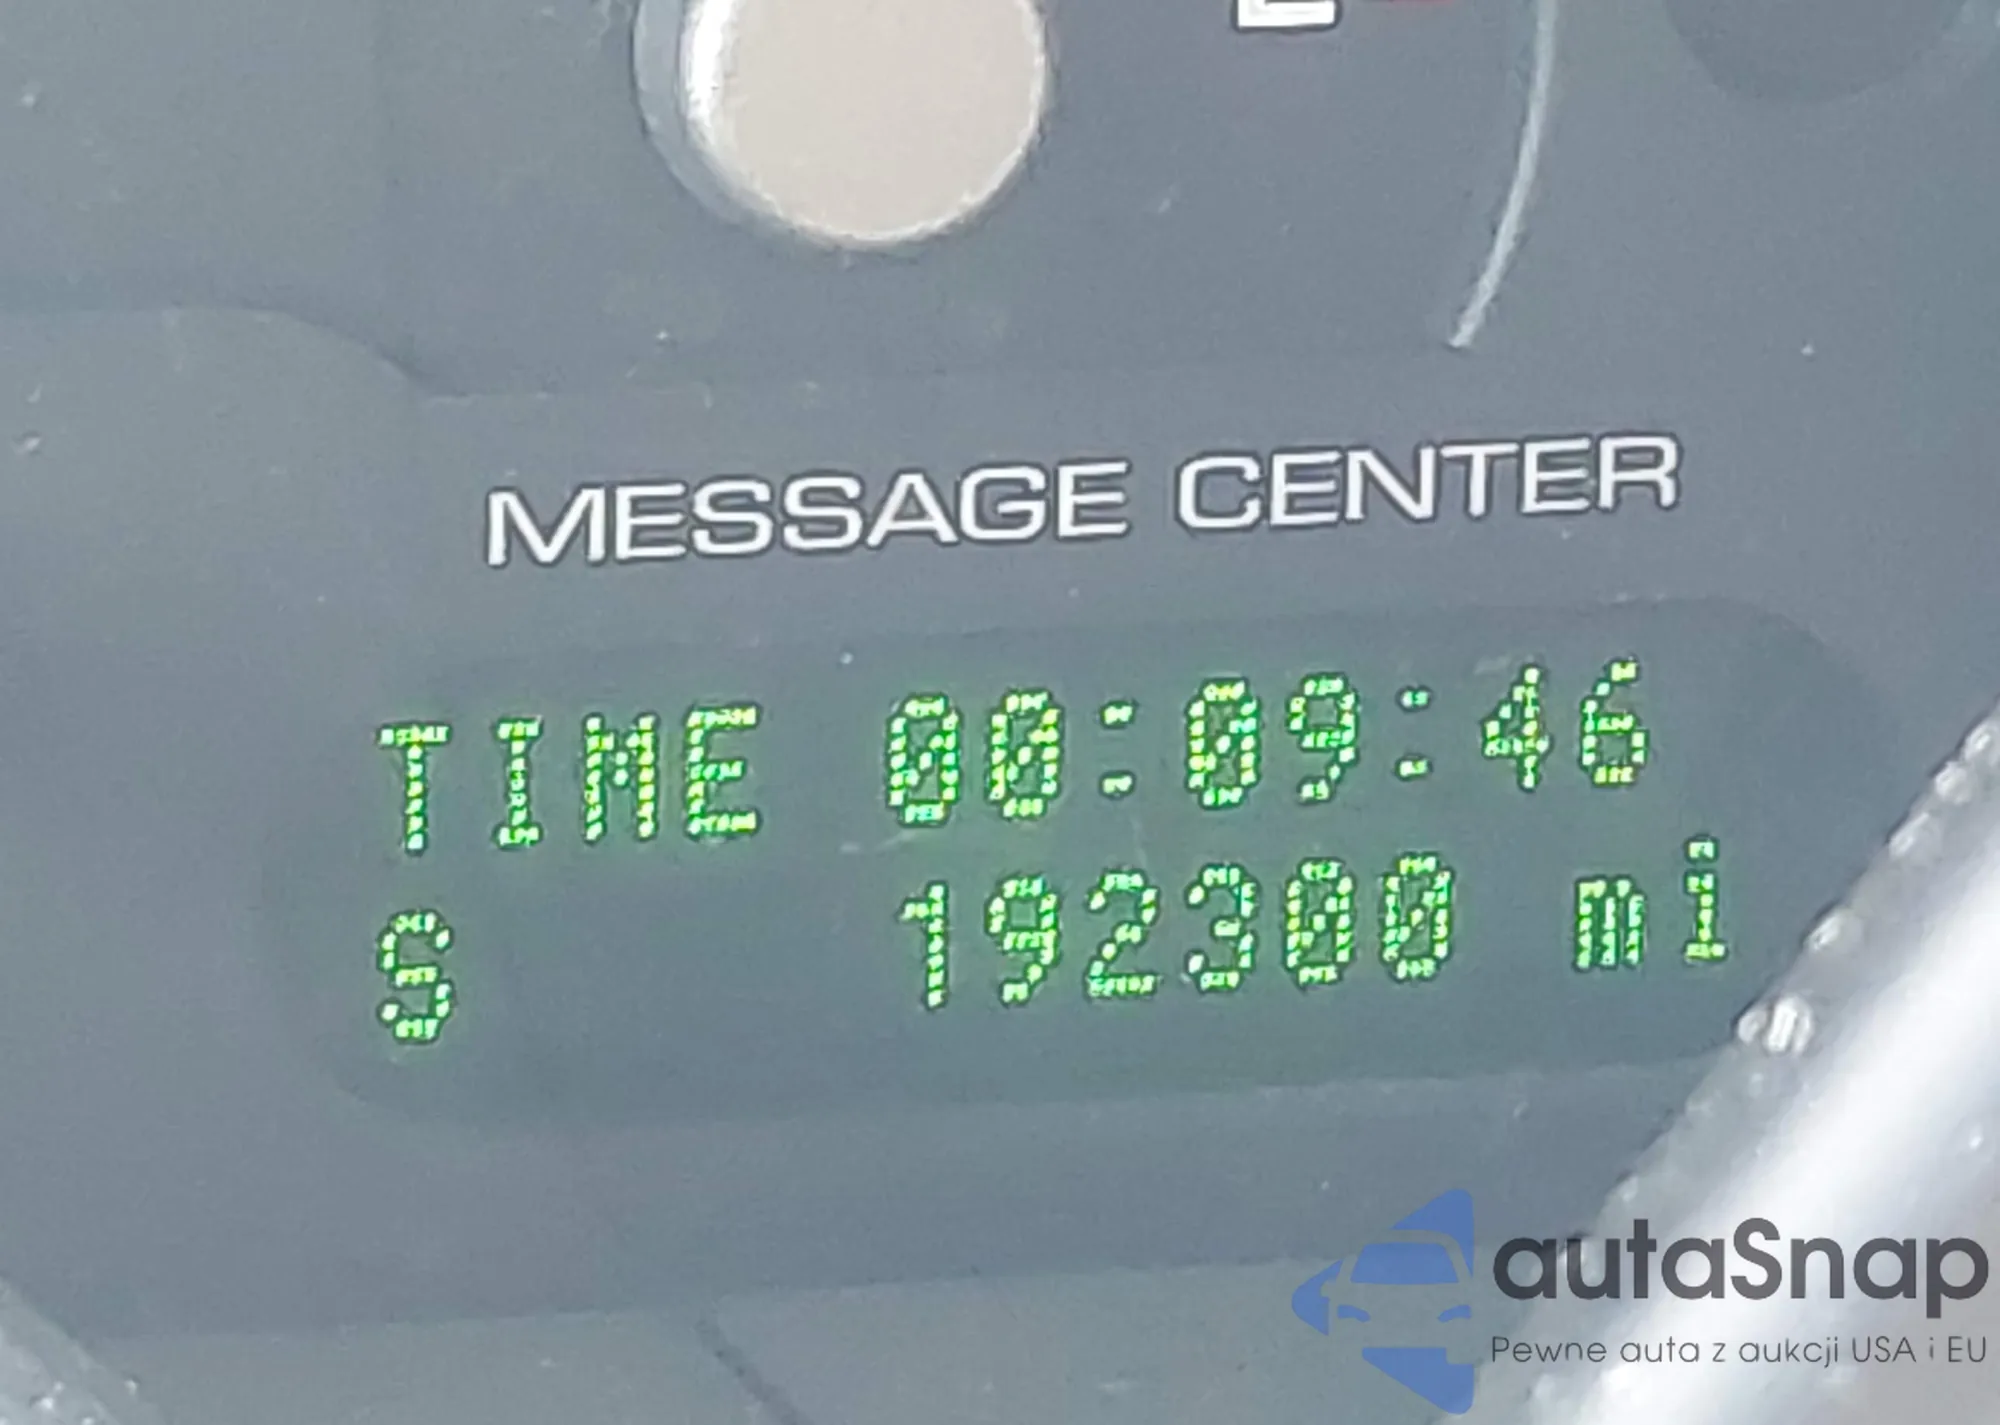 E
MESSAGE CENTER
TIME 00:09:46
S 192300 mi
autaSnap
Pewne auta z aukcji USA i EU